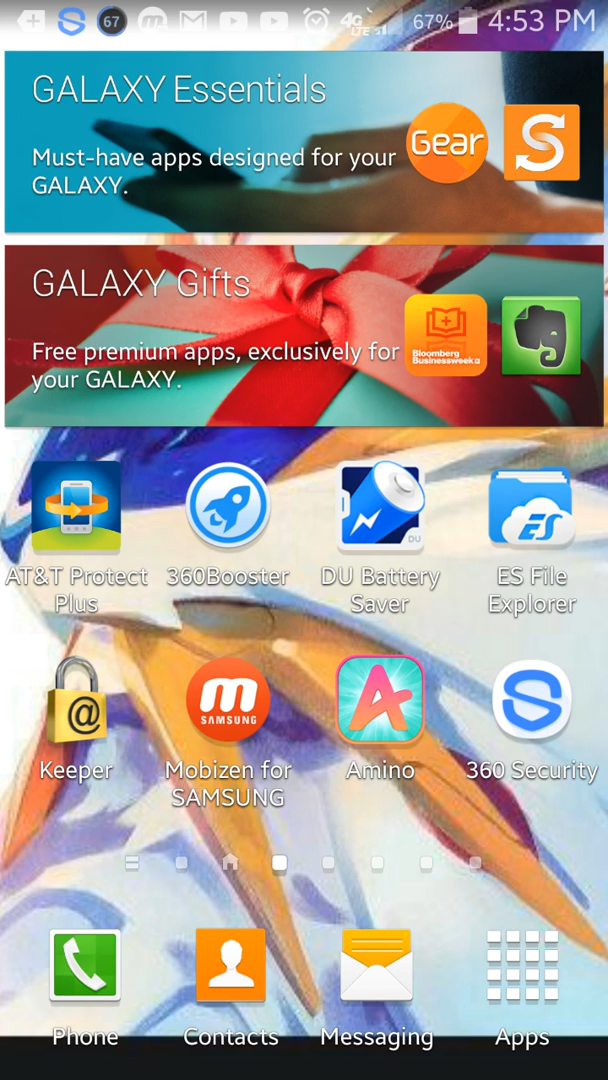 67 4G LTE 67% 4:53 PM
GALAXY Essentials
Must-have apps designed for your
GALAXY.
Gear
S
GALAXY Gifts
Free premium apps, exclusively for
your GALAXY.
Bloomberg
Businessweek+
AT&T Protect
Plus
360Booster
DU
DU Battery
Saver
ES
ES File
Explorer
@
Keeper
m
SAMSUNG
Mobizen for
SAMSUNG
A
Amino
S
360 Security
Phone
Contacts
Messaging
Apps